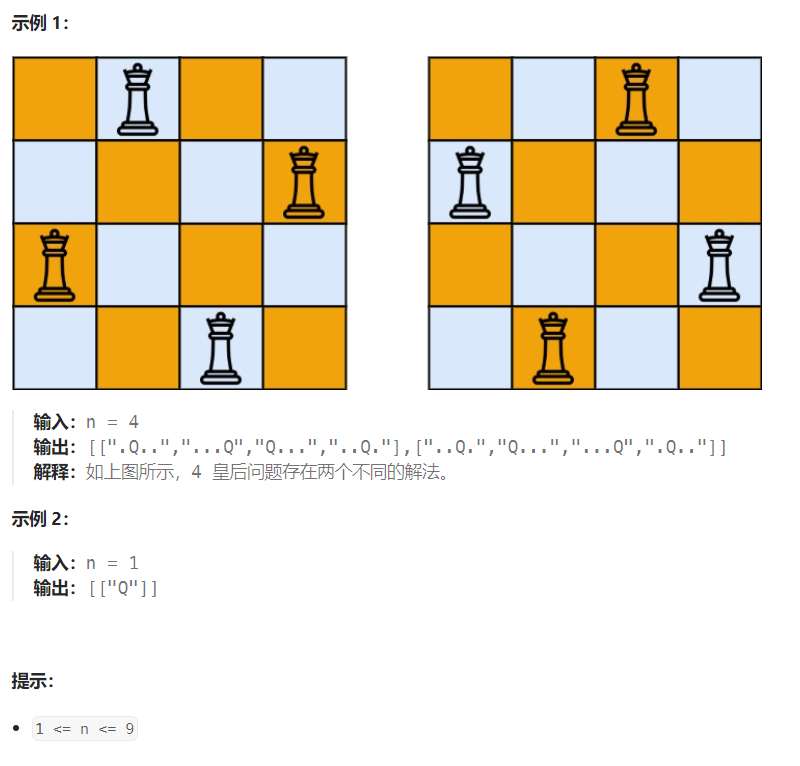 示例 1：
输入：n = 4
输出：[[".Q..","...Q","Q...","..Q."],["..Q.","Q...","...Q",".Q.."]]
解释：如上图所示，4 皇后问题存在两个不同的解法。
示例 2：
输入：n = 1
输出：[["Q"]]
提示：
1 <= n <= 9